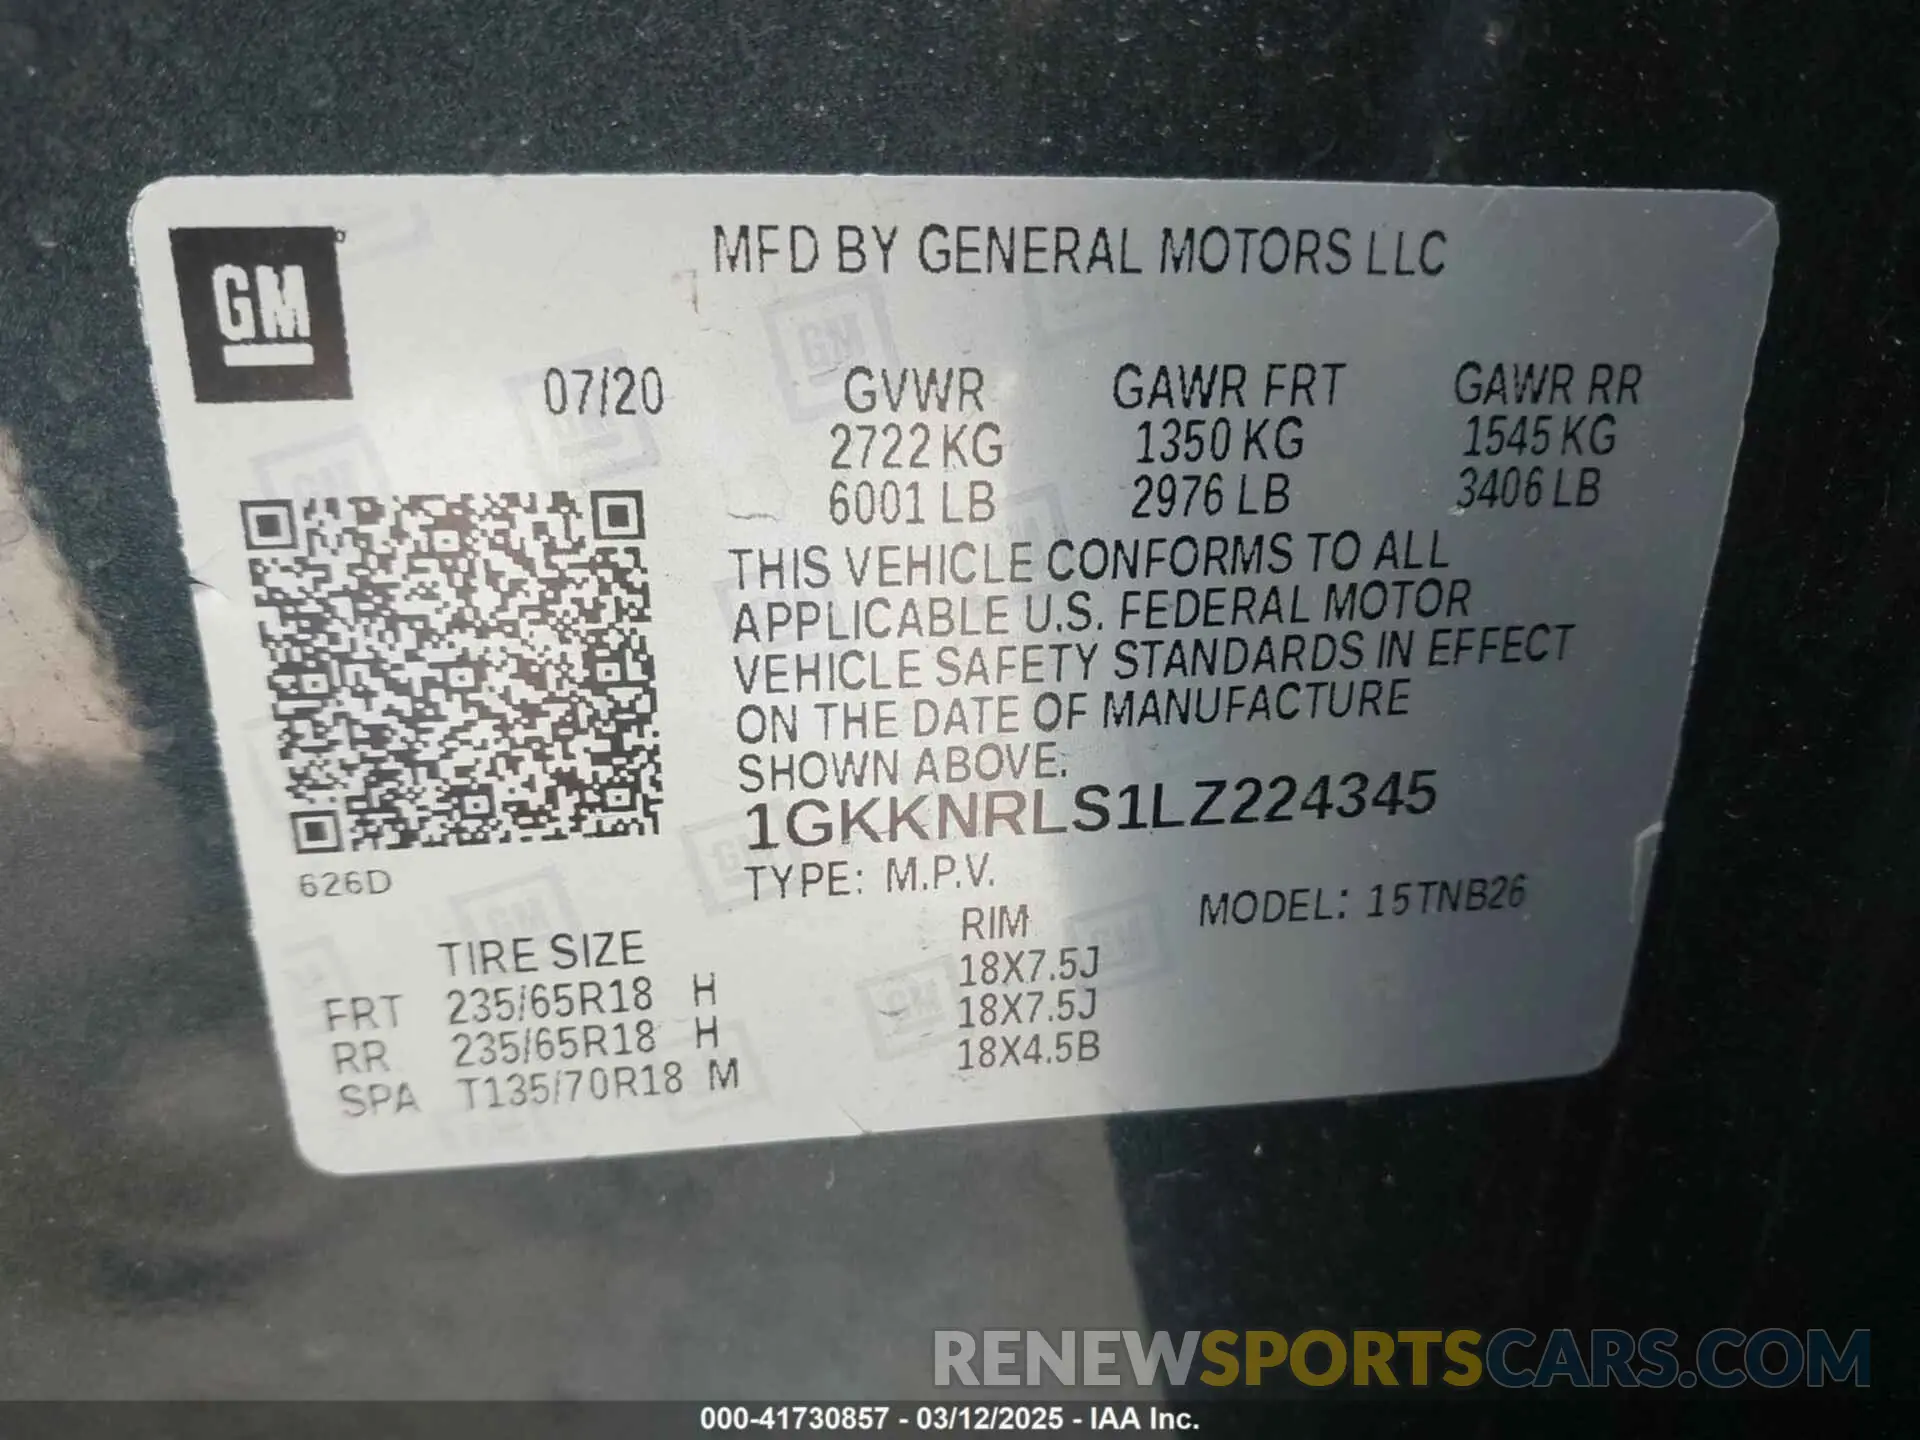 MFD BY GENERAL MOTORS LLC
GM
07/20 GVWR GAWR FRT GAWR RR
2722 KG 1350 KG 1545 KG
6001 LB 2976 LB 3406 LB
THIS VEHICLE CONFORMS TO ALL
APPLICABLE U.S. FEDERAL MOTOR
VEHICLE SAFETY STANDARDS IN EFFECT
ON THE DATE OF MANUFACTURE
SHOWN ABOVE.
1GKKNRLS1LZ224345
626D
TYPE: M.P.V. MODEL: 15TNB26
TIRE SIZE RIM
FRT 235/65R18 H 18X7.5J
RR 235/65R18 H 18X7.5J
SPA T135/70R18 M 18X4.5B
RENEWSPORTSCARS.COM
000-41730857 - 03/12/2025 - IAA Inc.